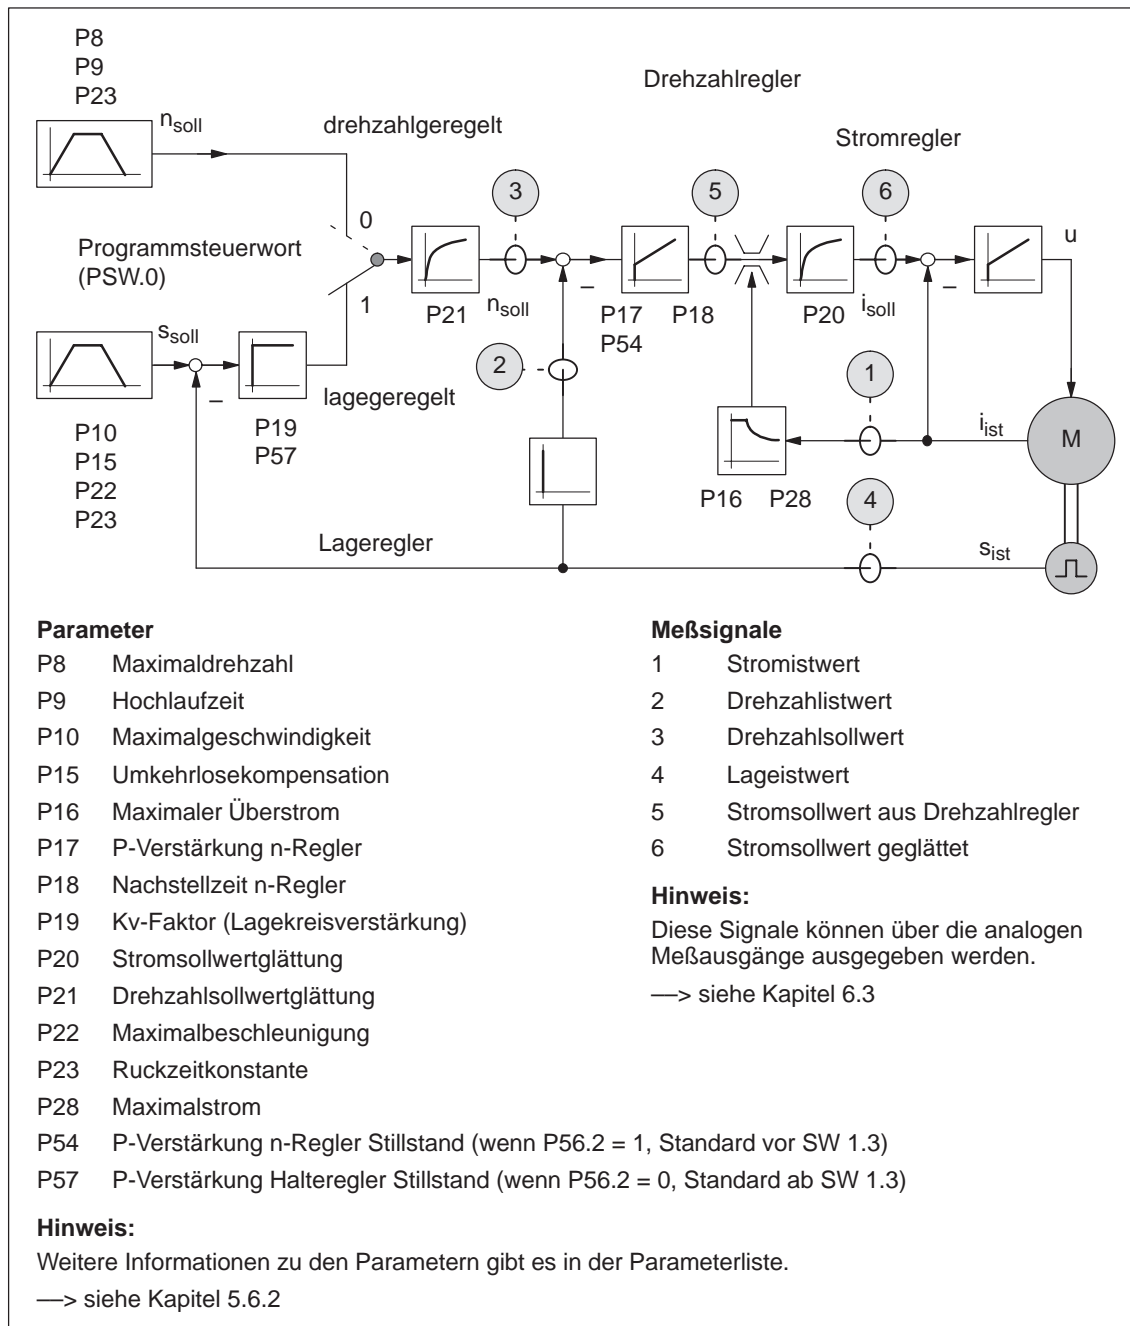 P8
P9
P23
Drehzahlregler
n_soll
drehzahlgeregelt
Stromregler
3
5
6
0
u
Programmsteuerwort
(PSW.0)
–
–
1
P21
n_soll
P17
P54
P18
P20
i_soll
s_soll
2
1
–
lagegeregelt
i_ist
M
P10
P15
P22
P23
P19
P57
P16
P28
4
Lageregler
s_ist
Parameter
P8 Maximaldrehzahl
P9 Hochlaufzeit
P10 Maximalgeschwindigkeit
P15 Umkehrlosekompensation
P16 Maximaler Überstrom
P17 P-Verstärkung n-Regler
P18 Nachstellzeit n-Regler
P19 Kv-Faktor (Lagekreisverstärkung)
P20 Stromsollwertglättung
P21 Drehzahlsollwertglättung
P22 Maximalbeschleunigung
P23 Ruckzeitkonstante
P28 Maximalstrom
P54 P-Verstärkung n-Regler Stillstand (wenn P56.2 = 1, Standard vor SW 1.3)
P57 P-Verstärkung Halteregler Stillstand (wenn P56.2 = 0, Standard ab SW 1.3)
Meßsignale
1 Stromistwert
2 Drehzahlistwert
3 Drehzahlsollwert
4 Lageistwert
5 Stromsollwert aus Drehzahlregler
6 Stromsollwert geglättet
Hinweis:
Diese Signale können über die analogen
Meßausgänge ausgegeben werden.
––> siehe Kapitel 6.3
Hinweis:
Weitere Informationen zu den Parametern gibt es in der Parameterliste.
––> siehe Kapitel 5.6.2